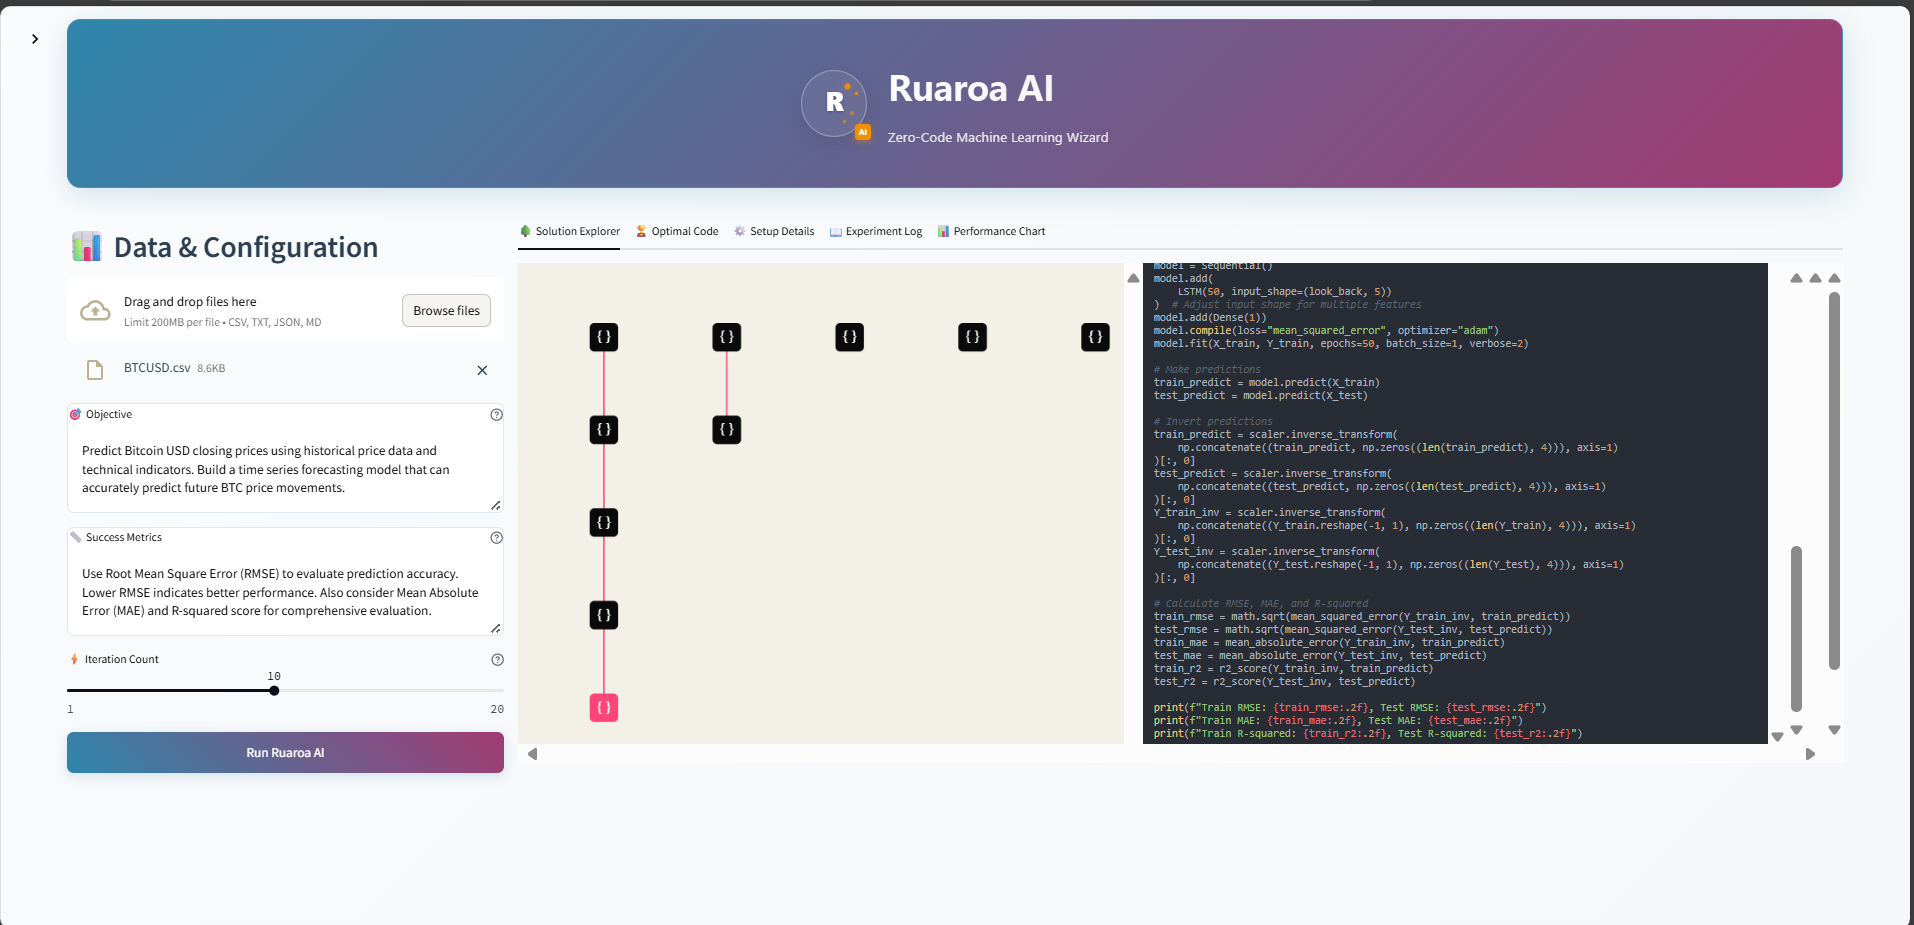 R
AI
Ruaroa AI
Zero-Code Machine Learning Wizard
Data & Configuration
Drag and drop files here
Limit 200MB per file • CSV, TXT, JSON, MD
Browse files
BTCUSD.csv 8.6KB
Objective
Predict Bitcoin USD closing prices using historical price data and
technical indicators. Build a time series forecasting model that can
accurately predict future BTC price movements.
Success Metrics
Use Root Mean Square Error (RMSE) to evaluate prediction accuracy.
Lower RMSE indicates better performance. Also consider Mean Absolute
Error (MAE) and R-squared score for comprehensive evaluation.
Iteration Count
10
1 20
Run Ruaroa AI
Solution Explorer Optimal Code Setup Details Experiment Log Performance Chart
{ } { } { } { } { }
{ } { }
{ }
{ }
{ }
model = Sequential()
model.add(
    LSTM(50, input_shape=(look_back, 5))
)  # Adjust input shape for multiple features
model.add(Dense(1))
model.compile(loss="mean_squared_error", optimizer="adam")
model.fit(X_train, Y_train, epochs=50, batch_size=1, verbose=2)
# Make predictions
train_predict = model.predict(X_train)
test_predict = model.predict(X_test)
# Invert predictions
train_predict = scaler.inverse_transform(
    np.concatenate((train_predict, np.zeros((len(train_predict), 4))), axis=1)
)[:, 0]
test_predict = scaler.inverse_transform(
    np.concatenate((test_predict, np.zeros((len(test_predict), 4))), axis=1)
)[:, 0]
Y_train_inv = scaler.inverse_transform(
    np.concatenate((Y_train.reshape(-1, 1), np.zeros((len(Y_train), 4))), axis=1)
)[:, 0]
Y_test_inv = scaler.inverse_transform(
    np.concatenate((Y_test.reshape(-1, 1), np.zeros((len(Y_test), 4))), axis=1)
)[:, 0]
# Calculate RMSE, MAE, and R-squared
train_rmse = math.sqrt(mean_squared_error(Y_train_inv, train_predict))
test_rmse = math.sqrt(mean_squared_error(Y_test_inv, test_predict))
train_mae = mean_absolute_error(Y_train_inv, train_predict)
test_mae = mean_absolute_error(Y_test_inv, test_predict)
train_r2 = r2_score(Y_train_inv, train_predict)
test_r2 = r2_score(Y_test_inv, test_predict)
print(f"Train RMSE: {train_rmse:.2f}, Test RMSE: {test_rmse:.2f}")
print(f"Train MAE: {train_mae:.2f}, Test MAE: {test_mae:.2f}")
print(f"Train R-squared: {train_r2:.2f}, Test R-squared: {test_r2:.2f}")